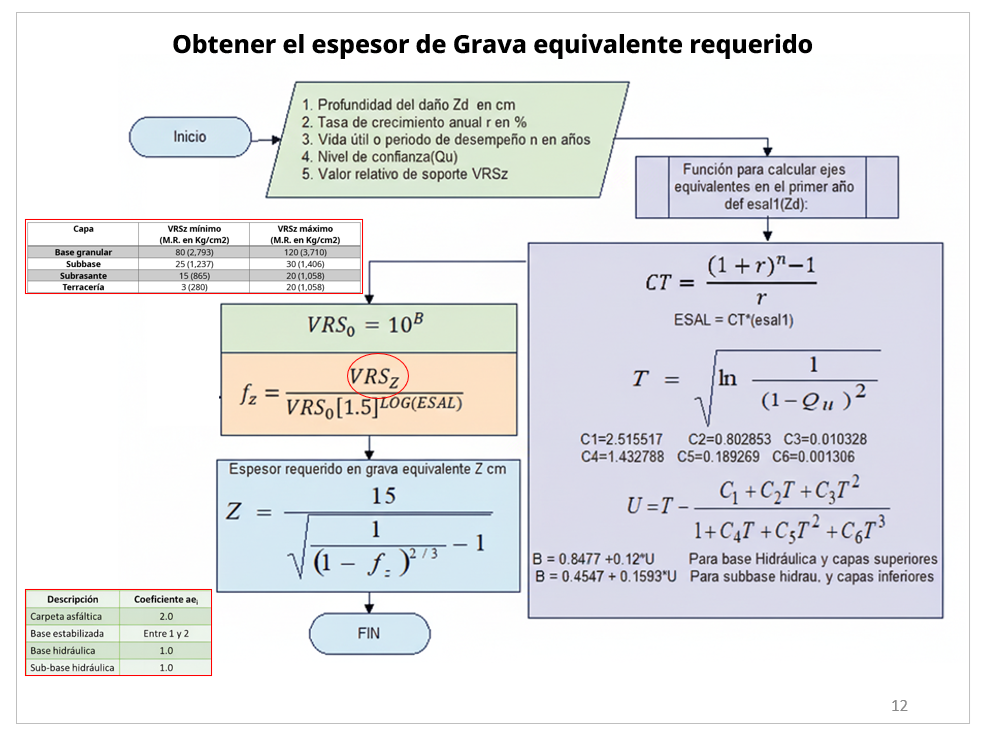 Obtener el espesor de Grava equivalente requerido
Inicio
1. Profundidad del daño Zd en cm
2. Tasa de crecimiento anual r en %
3. Vida útil o periodo de desempeño n en años
4. Nivel de confianza(Qu)
5. Valor relativo de soporte VRSz
Función para calcular ejes
equivalentes en el primer año
def esal1(Zd):
Capa VRSz mínimo (M.R. en Kg/cm2) VRSz máximo (M.R. en Kg/cm2)
Base granular 80 (2,793) 120 (3,710)
Subbase 25 (1,237) 30 (1,406)
Subrasante 15 (865) 20 (1,058)
Terracería 3 (280) 20 (1,058)
CT = \frac{(1 + r)^n − 1}{r}
ESAL = CT*(esal1)
T = \sqrt{\ln \frac{1}{(1 − Q_u)^2}}
C1=2.515517 C2=0.802853 C3=0.010328
C4=1.432788 C5=0.189269 C6=0.001306
U = T − \frac{C_1 + C_2T + C_3T^2}{1 + C_4T + C_5T^2 + C_6T^3}
B = 0.8477 +0.12*U Para base Hidráulica y capas superiores
B = 0.4547 + 0.1593*U Para subbase hidrau, y capas inferiores
VRS_0 = 10^B
f_z = \frac{VRS_Z}{VRS_0[1.5]^{LOG(ESAL)}}
Espesor requerido en grava equivalente Z cm
Z = \frac{15}{\sqrt{\frac{1}{(1 − f_z)^{2/3}} − 1}}
FIN
Descripción Coeficiente ae_i
Carpeta asfáltica 2.0
Base estabilizada Entre 1 y 2
Base hidráulica 1.0
Sub-base hidráulica 1.0
12